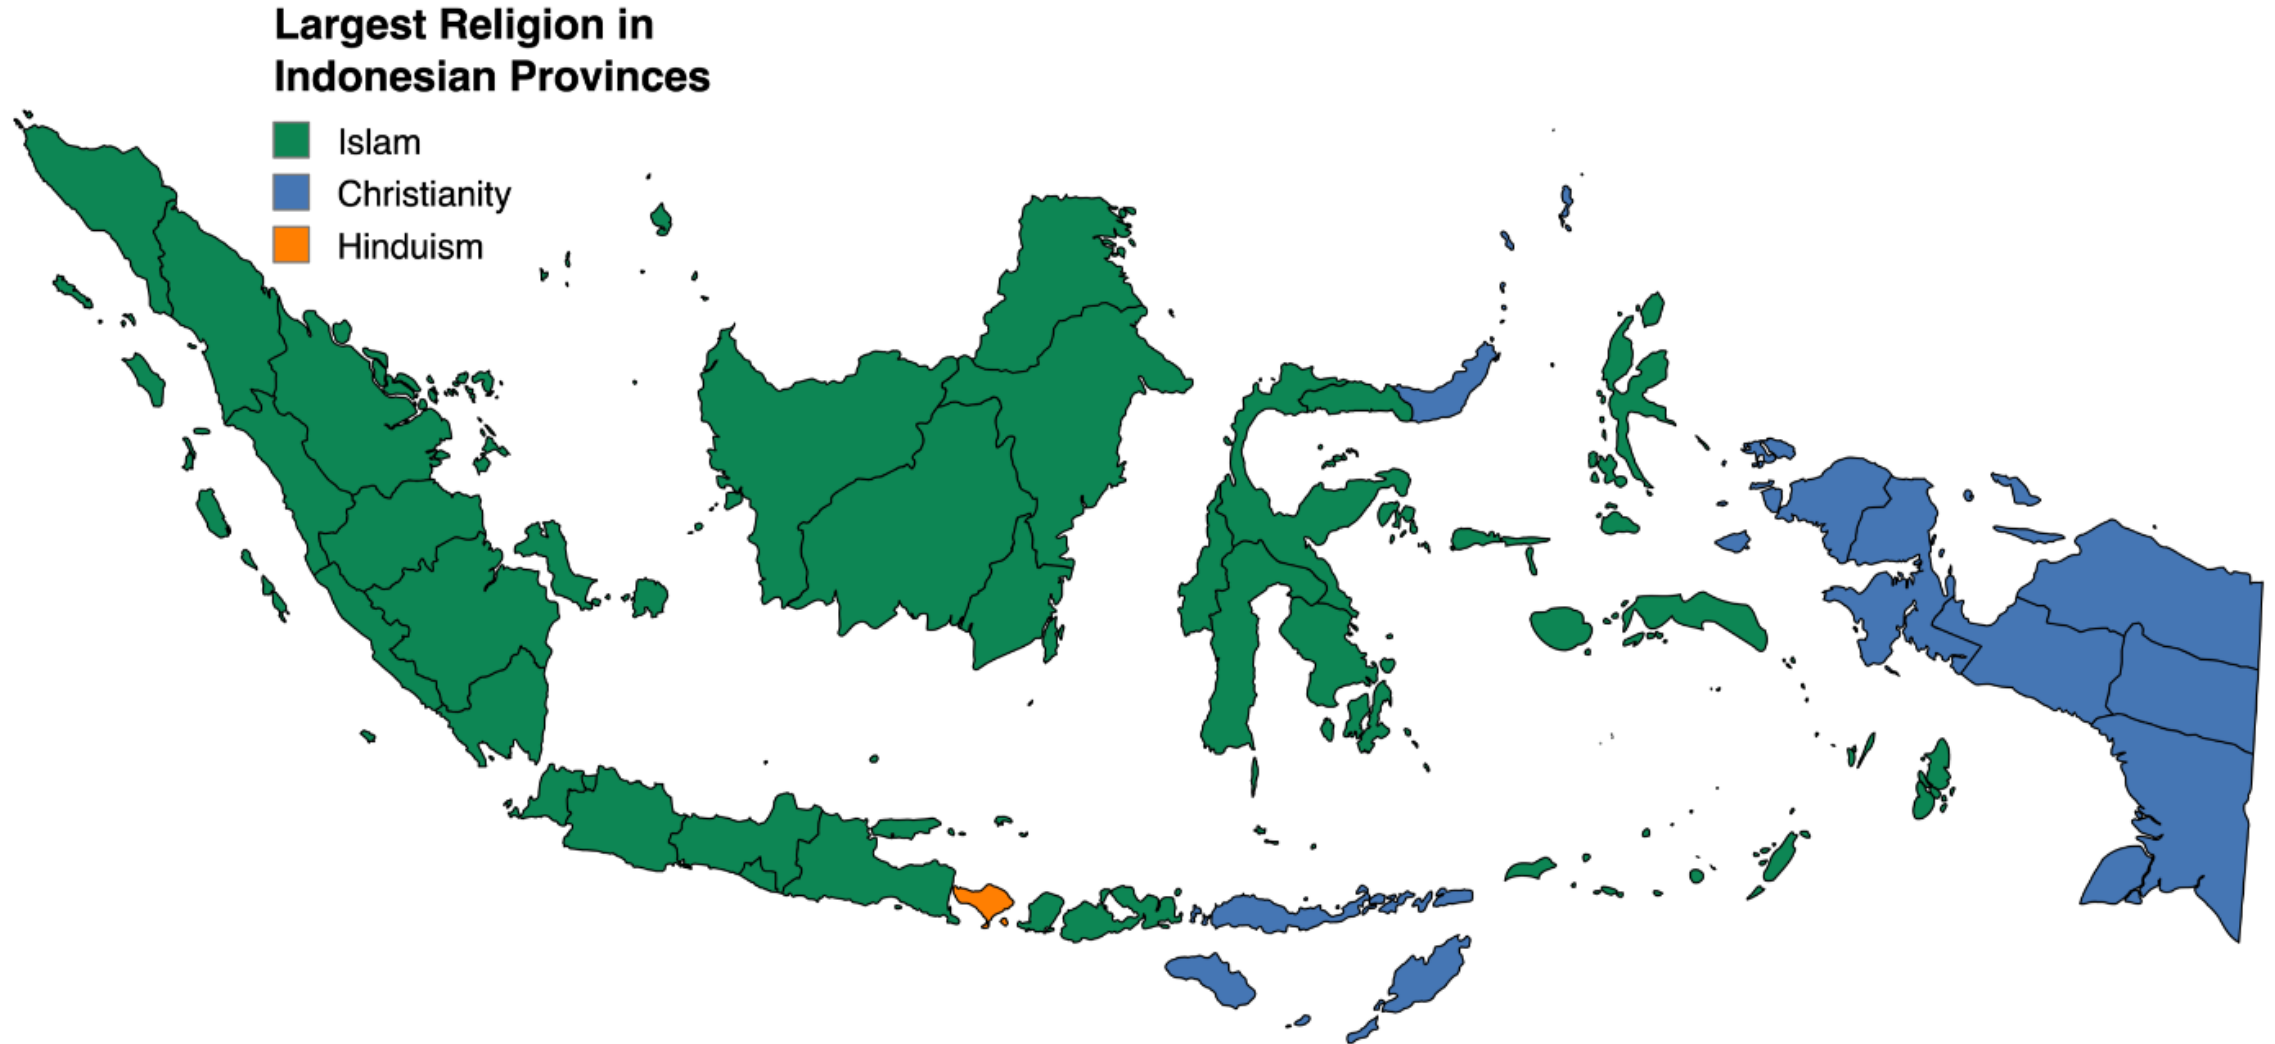 Largest Religion in
Indonesian Provinces
Islam
Christianity
Hinduism